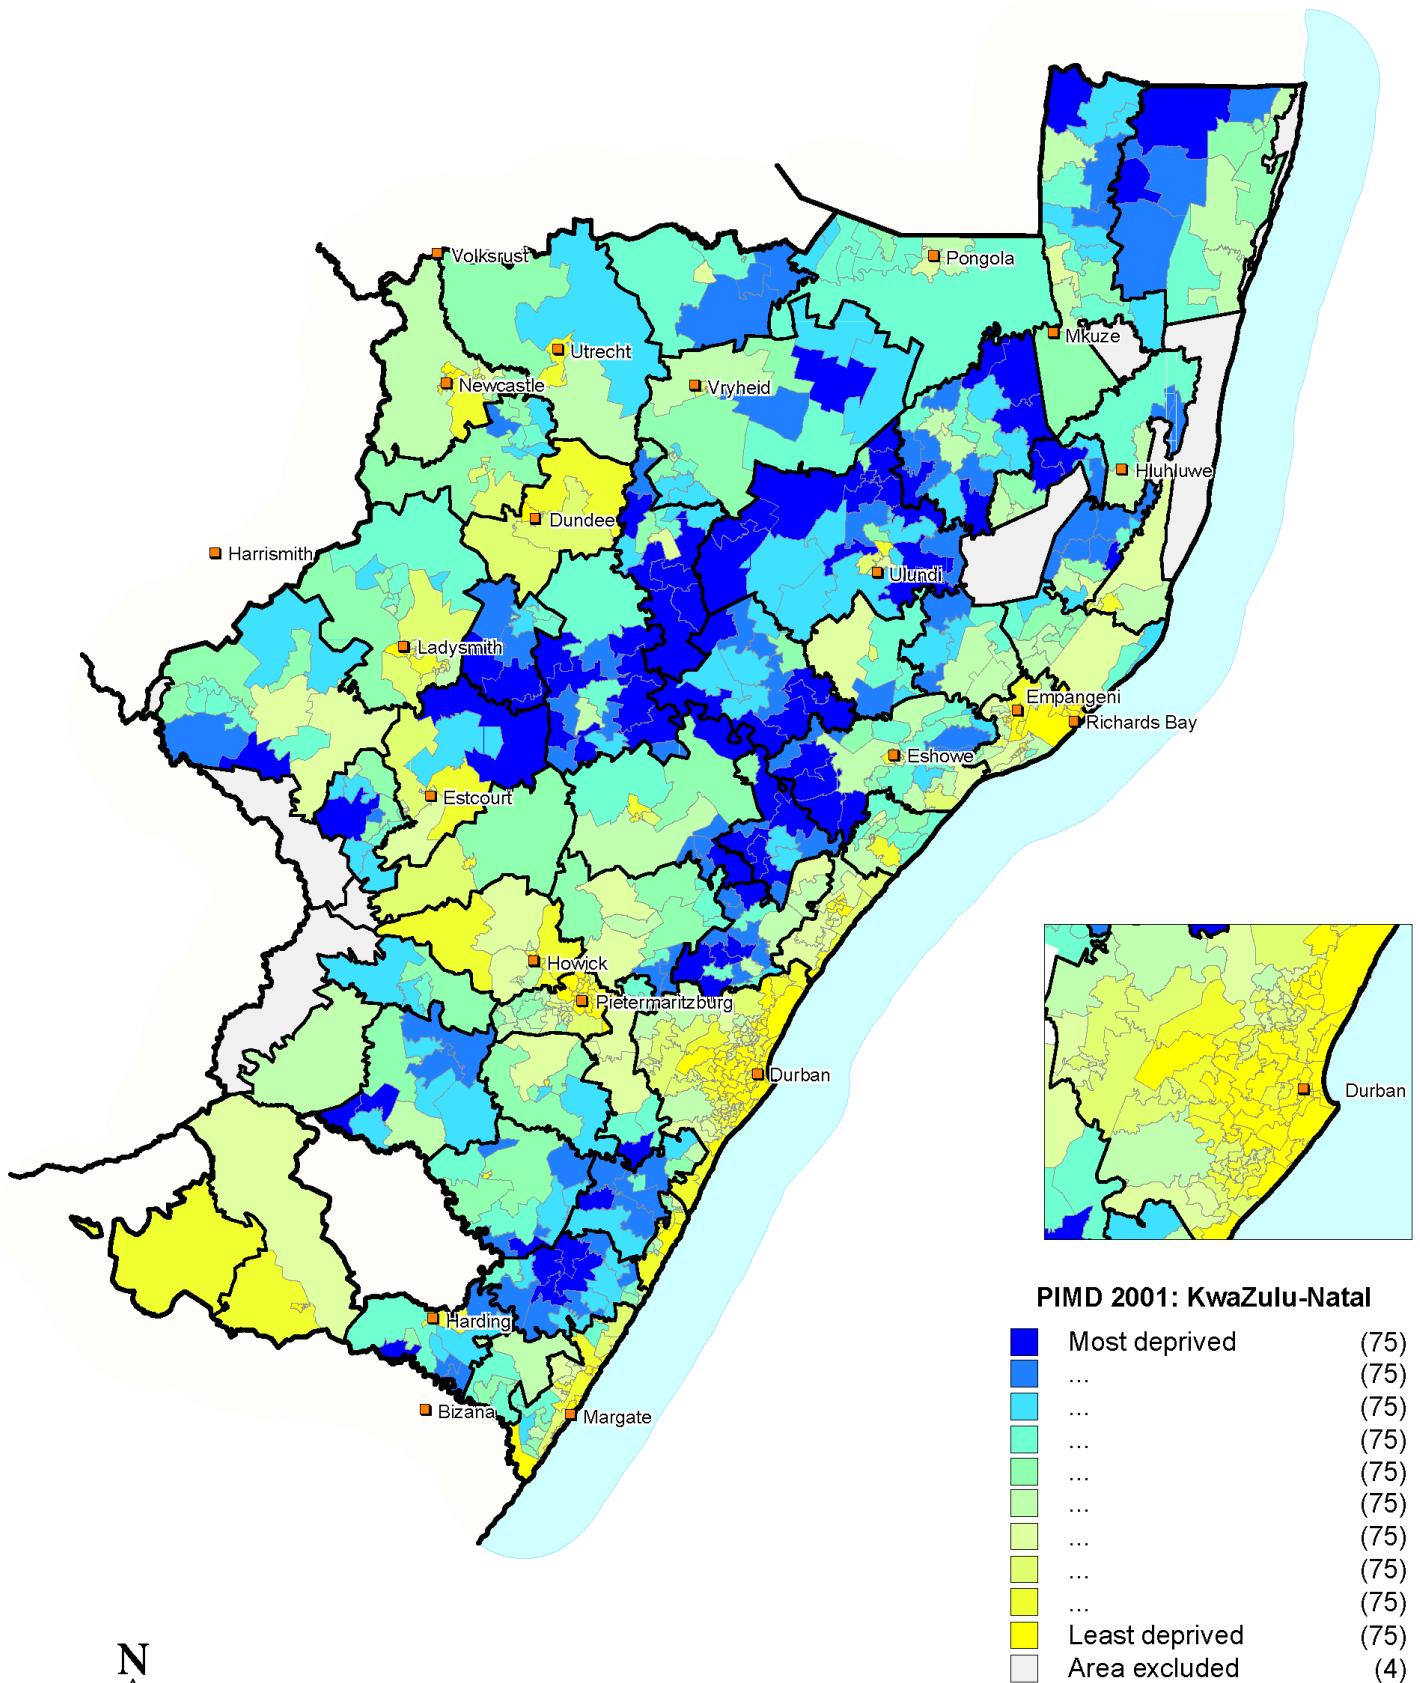 Volksrust
Pongola
Mkuze
Utrecht
Newcastle
Vryheid
Hluhluwe
Dundee
Harrismith
Ulundi
Ladysmith
Empangeni
Richards Bay
Eshowe
Estcourt
Howick
Pietermaritzburg
Durban
Durban
Harding
Bizana
Margate
PIMD 2001: KwaZulu-Natal
Most deprived (75)
... (75)
... (75)
... (75)
... (75)
... (75)
... (75)
... (75)
... (75)
Least deprived (75)
Area excluded (4)
N